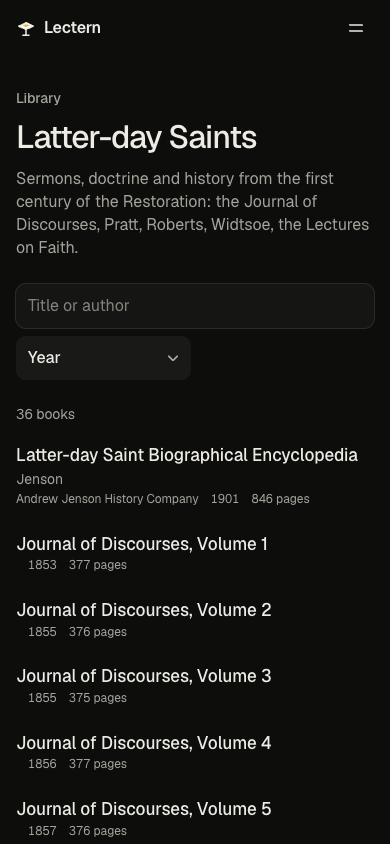 Lectern
Library
Latter-day Saints
Sermons, doctrine and history from the first
century of the Restoration: the Journal of
Discourses, Pratt, Roberts, Widtsoe, the Lectures
on Faith.
Title or author
Year
36 books
Latter-day Saint Biographical Encyclopedia
Jenson
Andrew Jenson History Company 1901 846 pages
Journal of Discourses, Volume 1
1853 377 pages
Journal of Discourses, Volume 2
1855 376 pages
Journal of Discourses, Volume 3
1855 375 pages
Journal of Discourses, Volume 4
1856 377 pages
Journal of Discourses, Volume 5
1857 376 pages